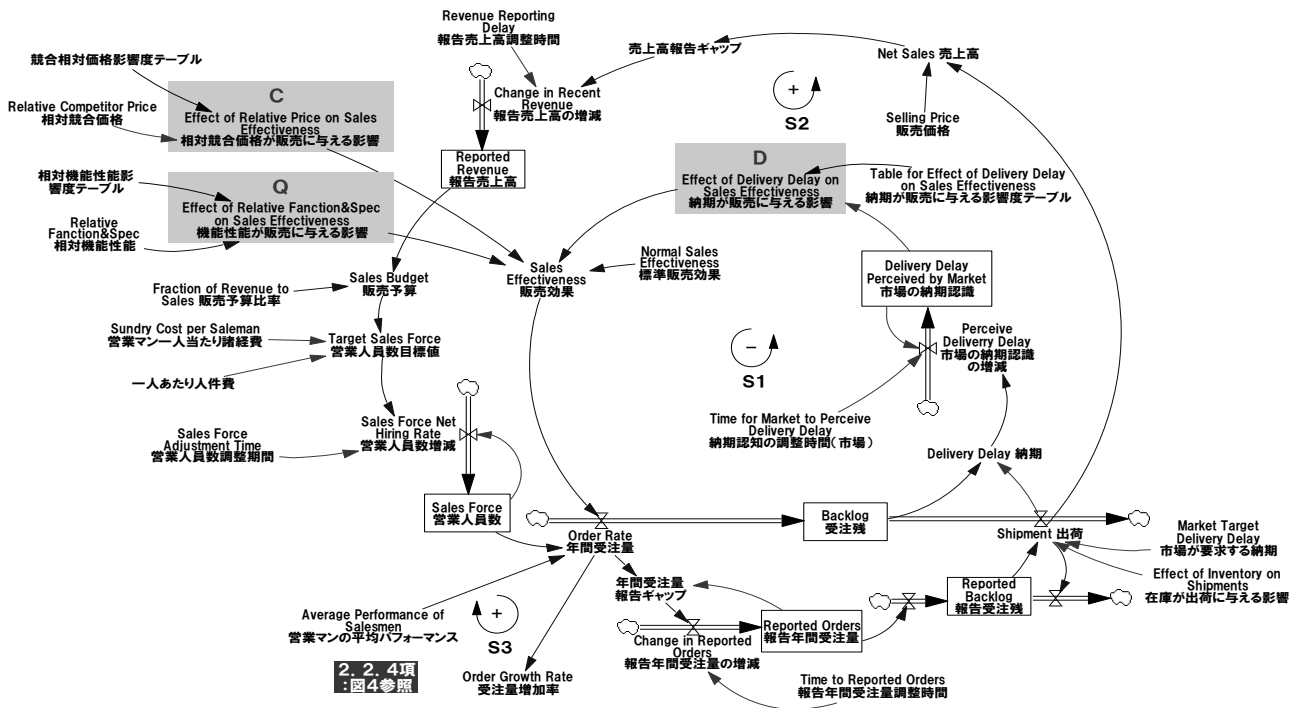 Revenue Reporting
Delay
報告売上高調整時間
競合相対価格影響度テーブル
売上高報告ギャップ
Net Sales 売上高
C
Effect of Relative Price on Sales
Effectiveness
相対競合価格が販売に与える影響
Relative Competitor Price
相対競合価格
Change in Recent
Revenue
報告売上高の増減
+
S2
Selling Price
販売価格
Reported
Revenue
報告売上高
D
Effect of Delivery Delay on
Sales Effectiveness
納期が販売に与える影響
Table for Effect of Delivery Delay
on Sales Effectiveness
納期が販売に与える影響度テーブル
相対機能性能影
響度テーブル
Q
Effect of Relative Fanction&Spec
on Sales Effectiveness
機能性能が販売に与える影響
Relative
Fanction&Spec
相対機能性能
Normal Sales
Effectiveness
標準販売効果
Sales
Effectiveness
販売効果
Delivery Delay
Perceived by Market
市場の納期認識
Sales Budget
販売予算
Fraction of Revenue to
Sales 販売予算比率
Sundry Cost per Saleman
営業マン一人当たり諸経費
Target Sales Force
営業人員数目標値
−
S1
Perceive
Deliverry Delay
市場の納期認識
の増減
一人あたり人件費
Sales Force Net
Hiring Rate
営業人員数増減
Time for Market to Perceive
Delivery Delay
納期認知の調整時間(市場)
Sales Force
Adjustment Time
営業人員数調整期間
Delivery Delay 納期
Sales Force
営業人員数
Backlog
受注残
Order Rate
年間受注量
Shipment 出荷
Market Target
Delivery Delay
市場が要求する納期
Effect of Inventory on
Shipments
在庫が出荷に与える影響
年間受注量
報告ギャップ
Reported
Backlog
報告受注残
Average Performance of
Salesmen
営業マンの平均パフォーマンス
+
S3
Reported Orders
報告年間受注量
Change in Reported
Orders
報告年間受注量の増減
2. 2. 4項
:図4参照
Order Growth Rate
受注量増加率
Time to Reported Orders
報告年間受注量調整時間